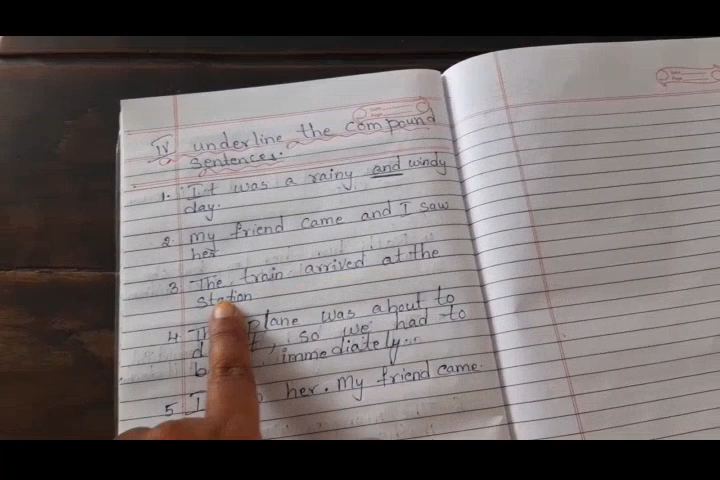 IV underline the compound
sentences:
1. It was a rainy and windy
day.
2. My friend came and I saw
her
3. The train arrived at the
station
4. plane was about to
, so we had to
immediately.
5. I her. My friend came.